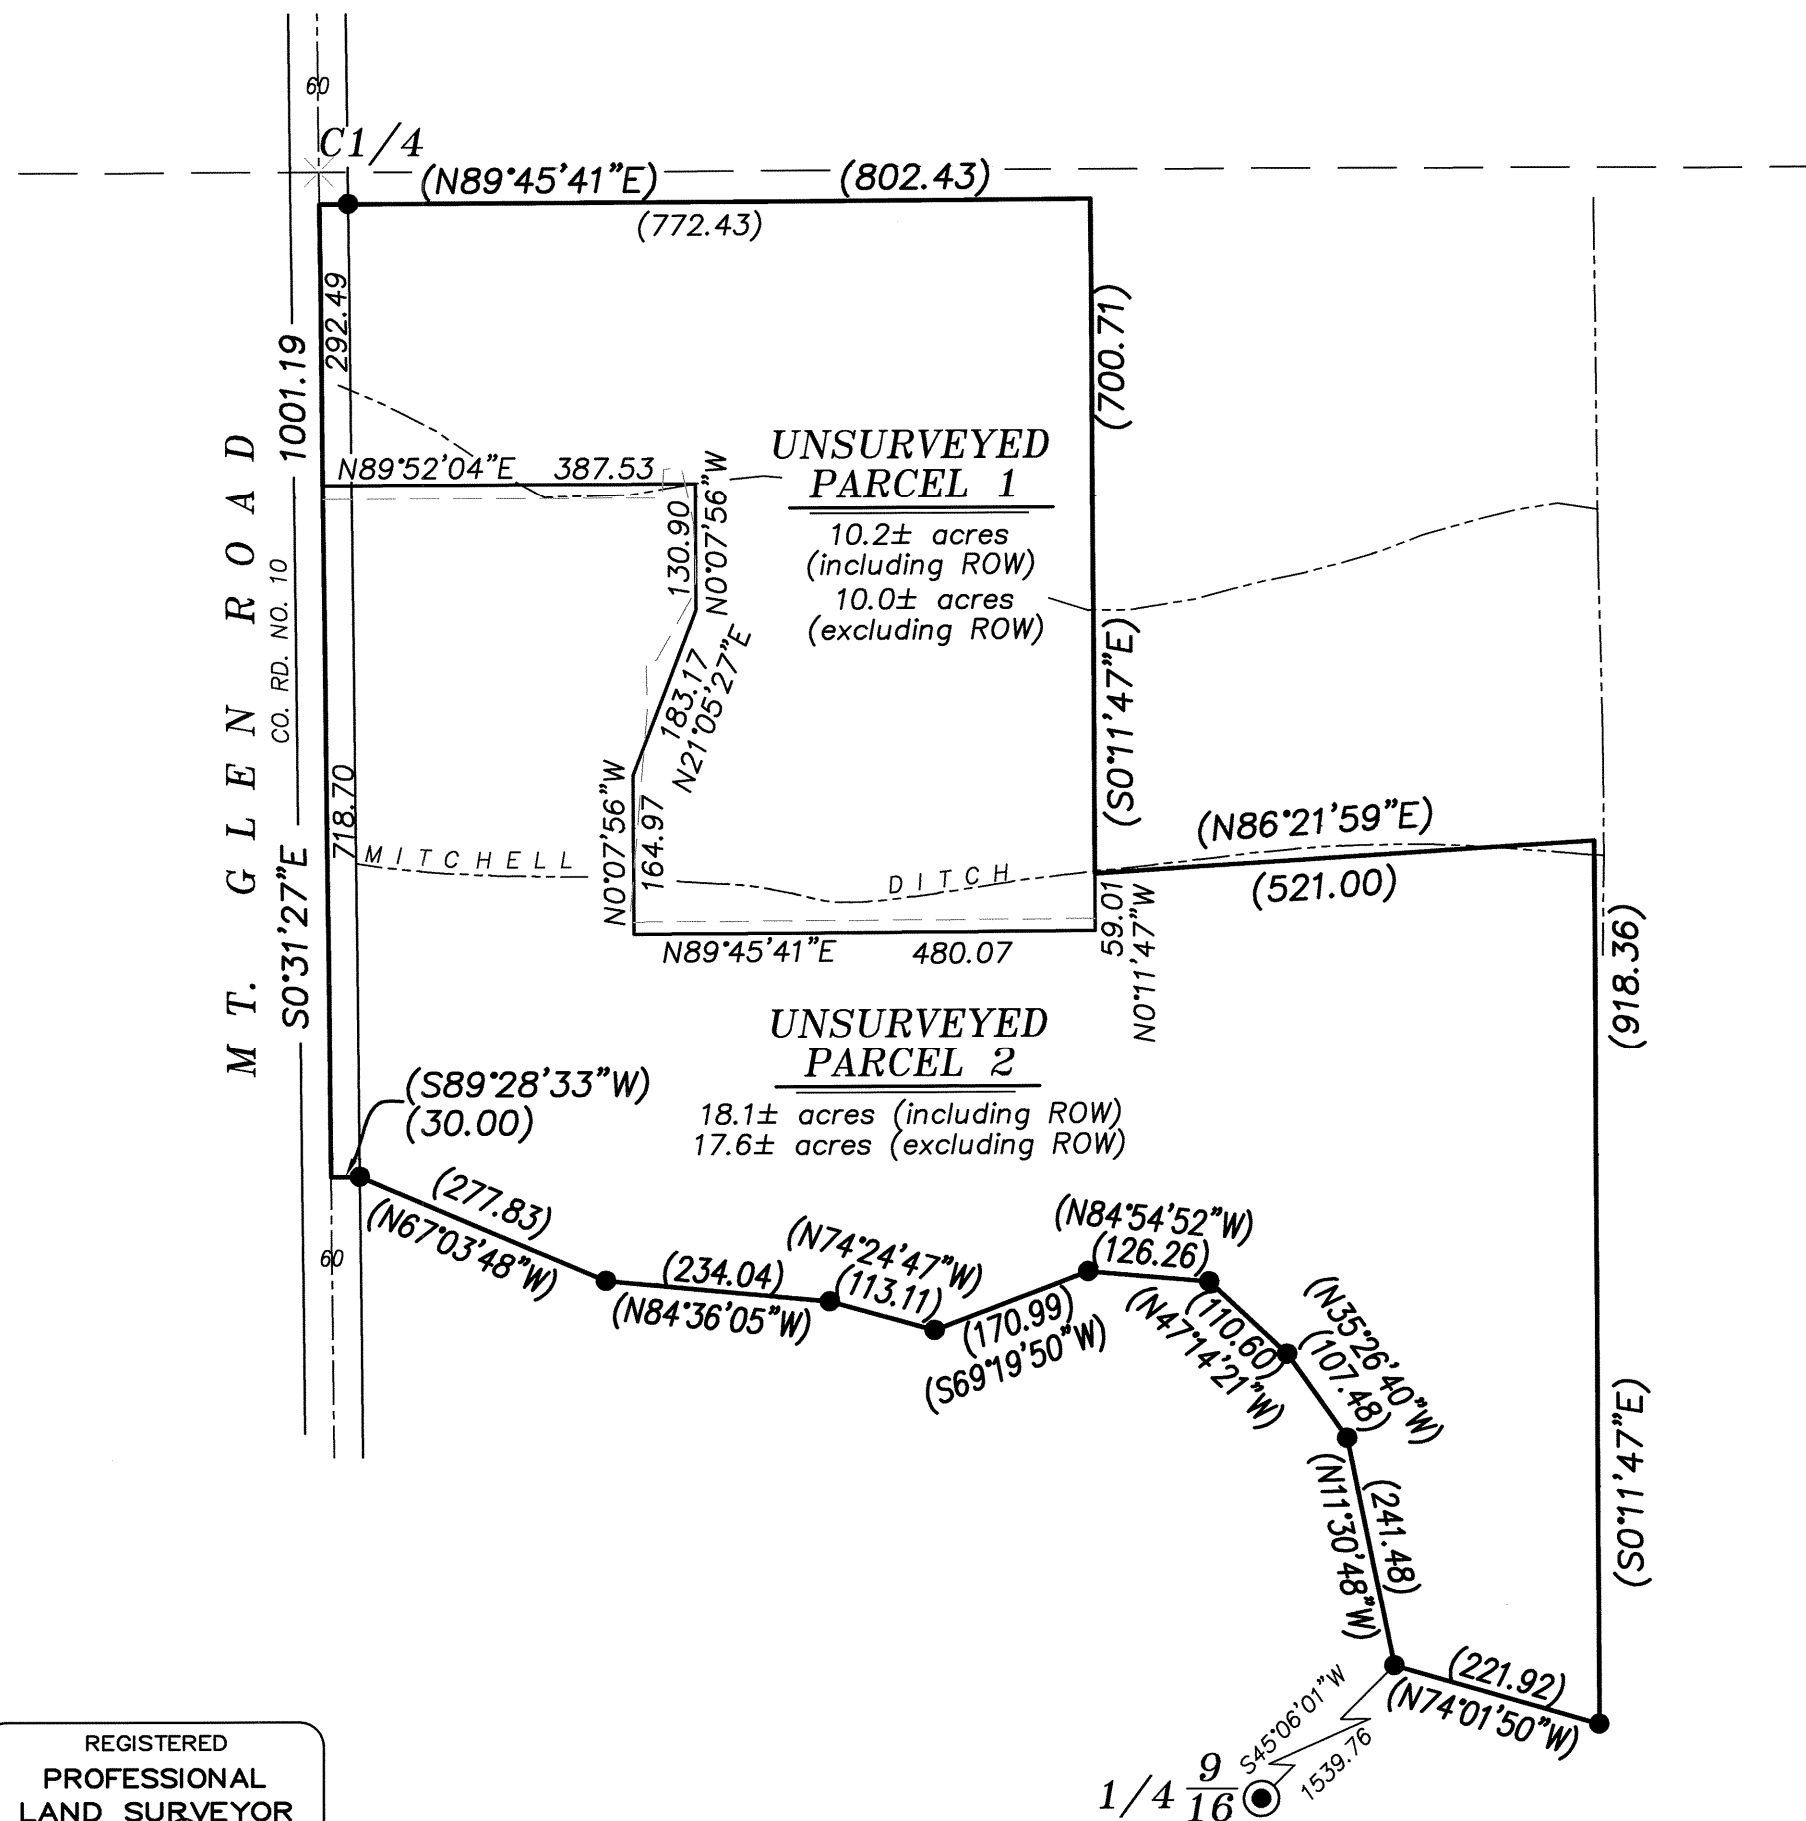 60
C1/4
(N89°45'41"E)
(802.43)
(772.43)
292.49
1001.19
(700.71)
UNSURVEYED
PARCEL 1
10.2± acres
(including ROW)
10.0± acres
(excluding ROW)
N89°52'04"E 387.53
130.90
N0°07'56"W
183.17
N21°05'27"E
MT. GLEN ROAD
CO. RD. NO. 10
S0°31'27"E
718.70
(S0°11'47"E)
N0°07'56"W
164.97
MITCHELL DITCH
(N86°21'59"E)
(521.00)
N89°45'41"E 480.07
59.01
N0°11'47"W
(918.36)
UNSURVEYED
PARCEL 2
18.1± acres (including ROW)
17.6± acres (excluding ROW)
(S89°28'33"W)
(30.00)
60
(277.83)
(N67°03'48"W)
(234.04)
(N84°36'05"W)
(N74°24'47"W)
(113.11)
(170.99)
(S69°19'50"W)
(N84°54'52"W)
(126.26)
(110.60)
(N47°14'21"W)
(N35°26'40"W)
(107.48)
(241.48)
(N11°30'48"W)
(S0°11'47"E)
(221.92)
(N74°01'50"W)
S45°06'01"W
1539.76
1/4 9/16
REGISTERED
PROFESSIONAL
LAND SURVEYOR